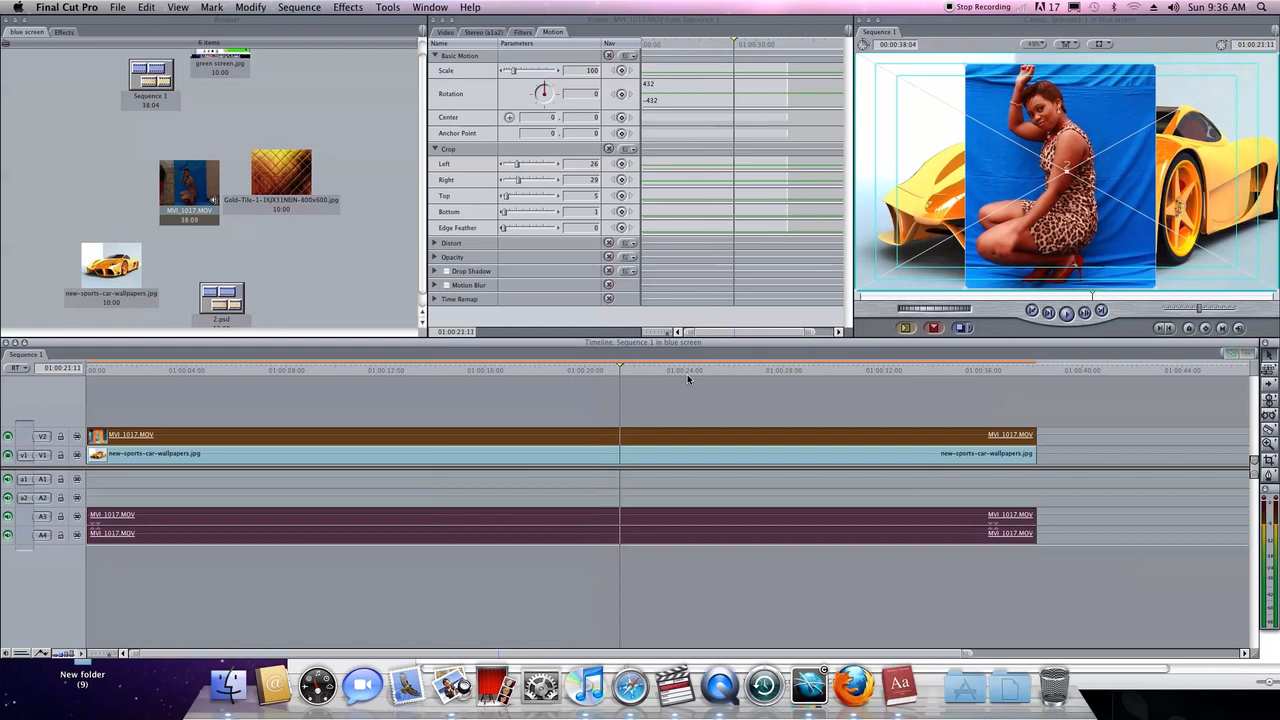 Final Cut Pro File Edit View Mark Modify Sequence Effects Tools Window Help Stop Recording 17 Sun 9:36 AM
Browser Viewer: MVI_1017.MOV from Sequence 1 Canvas: Sequence 1 in blue screen
blue screen Effects Video Stereo (a1a2) Filters Motion Sequence 1
6 items Name Parameters Nav 00:00 01:00:30:00 00:00:38:04 49% 01:00:21:11
green screen.jpg
10:00
Sequence 1
38:04
MVI_1017.MOV
38:09
Gold-Tile-1-1KJX31NEIN-800x600.jpg
10:00
new-sports-car-wallpapers.jpg
10:00
2.psd
Basic Motion
Scale 100
Rotation 0 432
-432
Center 0 . 0
Anchor Point 0 . 0
Crop
Left 26
Right 29
Top 5
Bottom 1
Edge Feather 0
Distort
Opacity
Drop Shadow
Motion Blur
Time Remap
01:00:21:11
2
Timeline: Sequence 1 in blue screen
Sequence 1
RT 01:00:21:11 00:00 01:00:04:00 01:00:08:00 01:00:12:00 01:00:16:00 01:00:20:00 01:00:24:00 01:00:28:00 01:00:32:00 01:00:36:00 01:00:40:00 01:00:44:00
V2 MVI_1017.MOV MVI_1017.MOV
v1 V1 new-sports-car-wallpapers.jpg new-sports-car-wallpapers.jpg
a1 A1
a2 A2
A3 MVI_1017.MOV MVI_1017.MOV
A4 MVI_1017.MOV MVI_1017.MOV
New folder
(9)
Aa